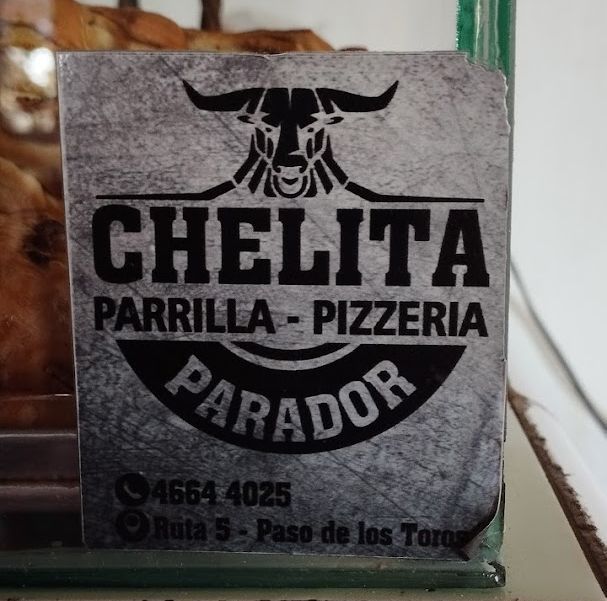 CHELITA
PARRILLA - PIZZERIA
PARADOR
4664 4025
Ruta 5 - Paso de los Toros